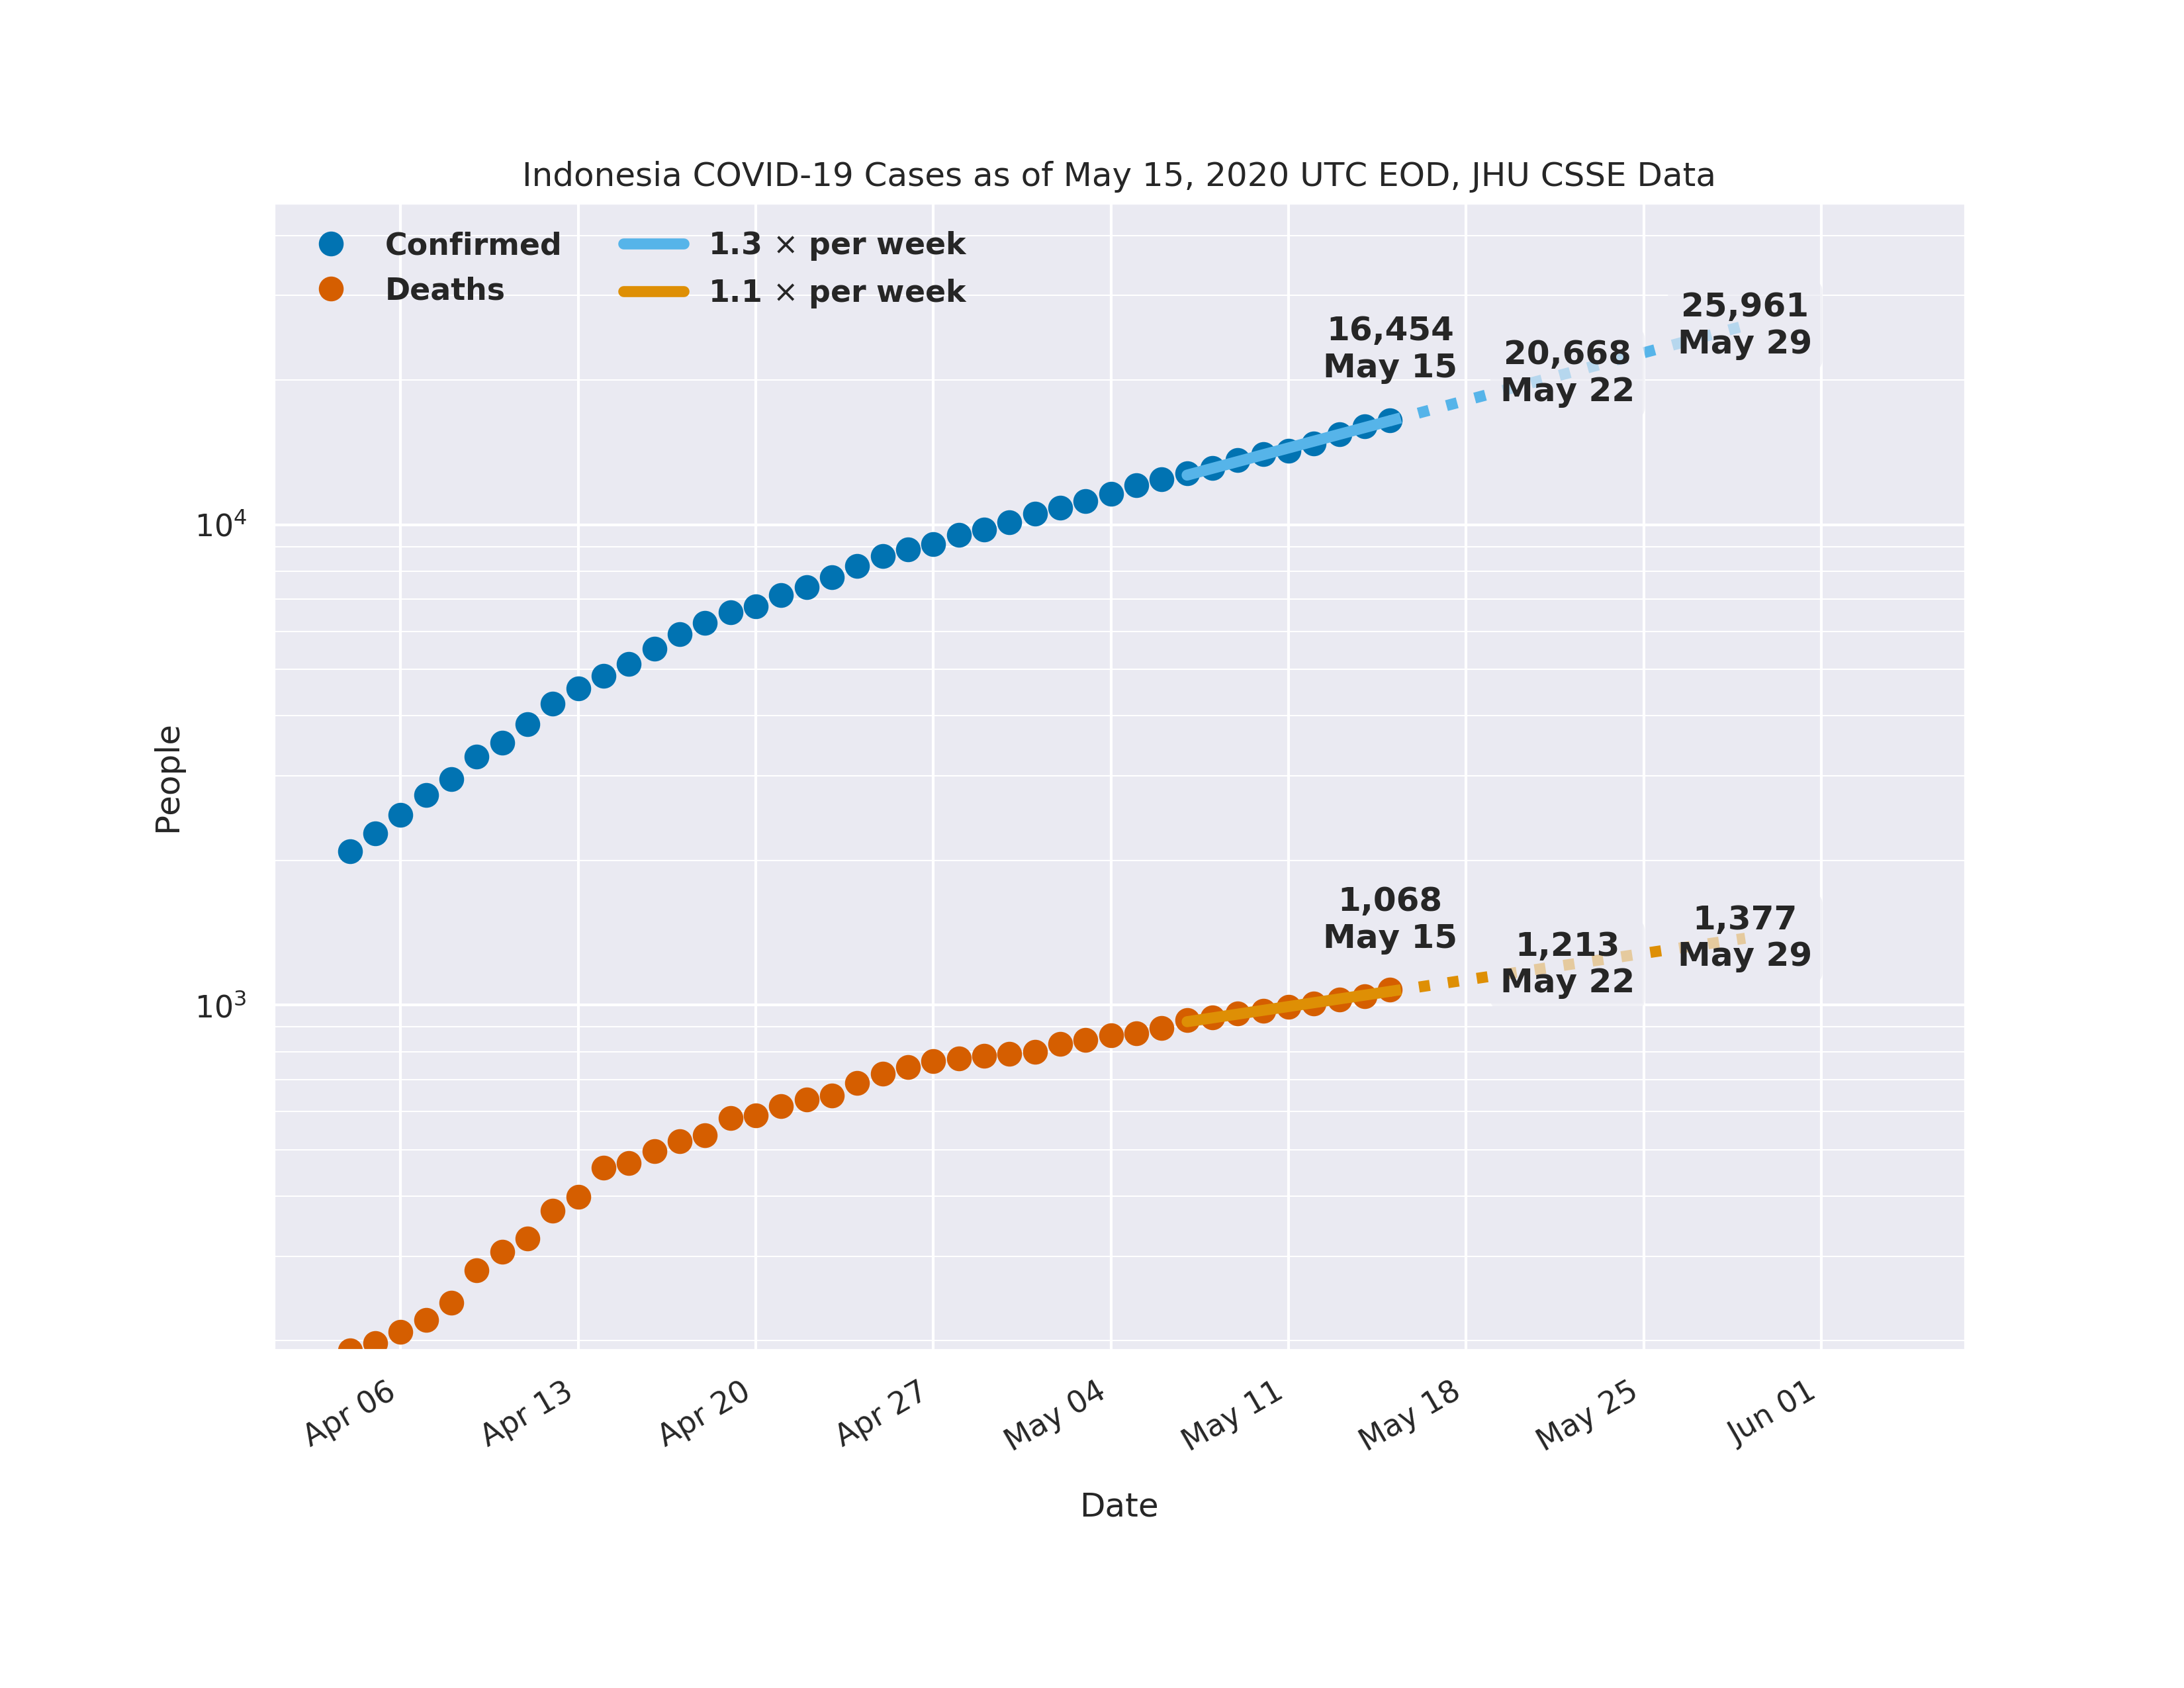 Indonesia COVID-19 Cases as of May 15, 2020 UTC EOD, JHU CSSE Data
Confirmed
Deaths
1.3 × per week
1.1 × per week
16,454
May 15
20,668
May 22
25,961
May 29
1,068
May 15
1,213
May 22
1,377
May 29
People
10⁴
10³
Apr 06
Apr 13
Apr 20
Apr 27
May 04
May 11
May 18
May 25
Jun 01
Date